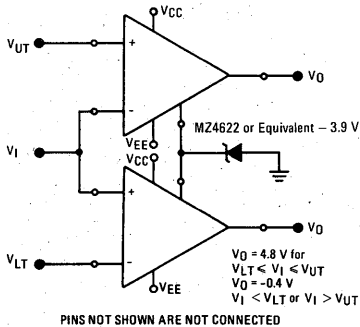 VCC
VUT
+
VO
-
MZ4622 or Equivalent – 3.9 V
VI
VEE
VCC
+
VO
VLT
-
VEE
VO = 4.8 V for
VLT ≤ VI ≤ VUT
VO = -0.4 V
VI < VLT or VI > VUT
PINS NOT SHOWN ARE NOT CONNECTED